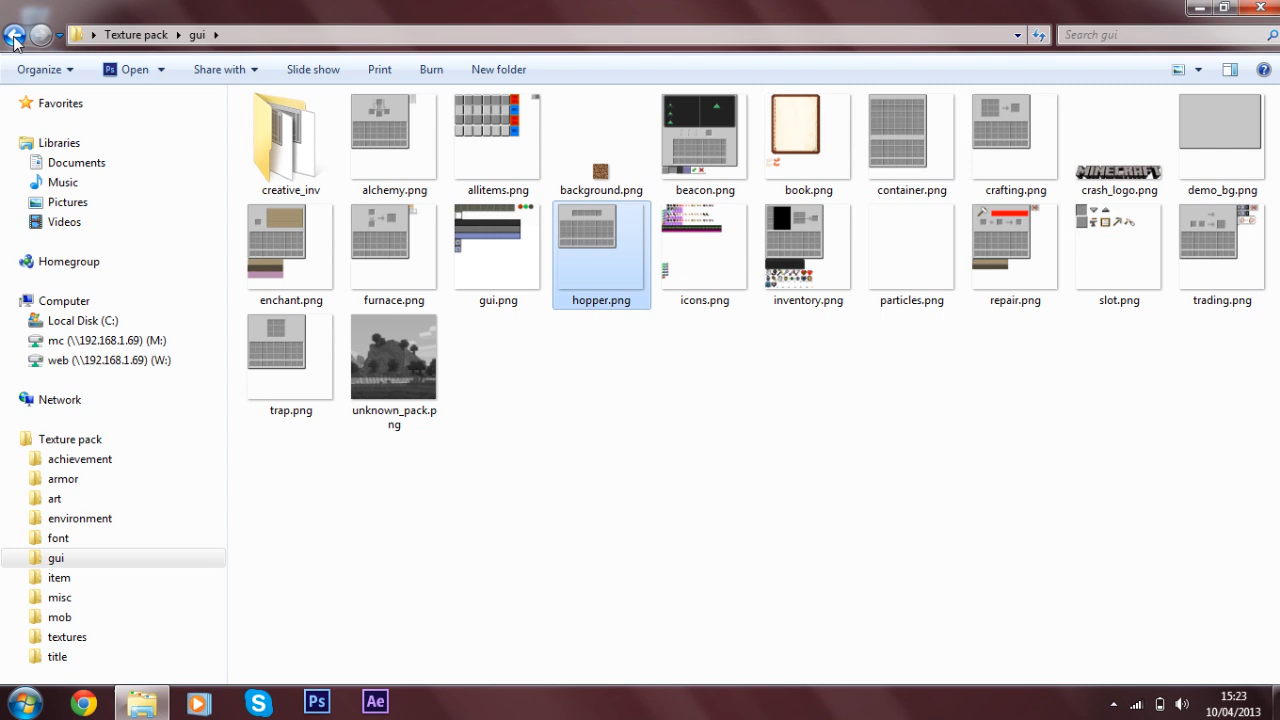 Texture pack
gui
Search gui
Organize
Ps
Open
Share with
Slide show
Print
Burn
New folder
Favorites
Libraries
Documents
Music
Pictures
Videos
Homegroup
Computer
Local Disk (C:)
mc (\\192.168.1.69) (M:)
web (\\192.168.1.69) (W:)
Network
Texture pack
achievement
armor
art
environment
font
gui
item
misc
mob
textures
title
creative_inv
alchemy.png
allitems.png
background.png
beacon.png
book.png
container.png
crafting.png
MINECRAFT
crash_logo.png
demo_bg.png
enchant.png
furnace.png
gui.png
hopper.png
icons.png
inventory.png
particles.png
repair.png
slot.png
trading.png
trap.png
unknown_pack.p
ng
Ps
Ae
15:23
10/04/2013